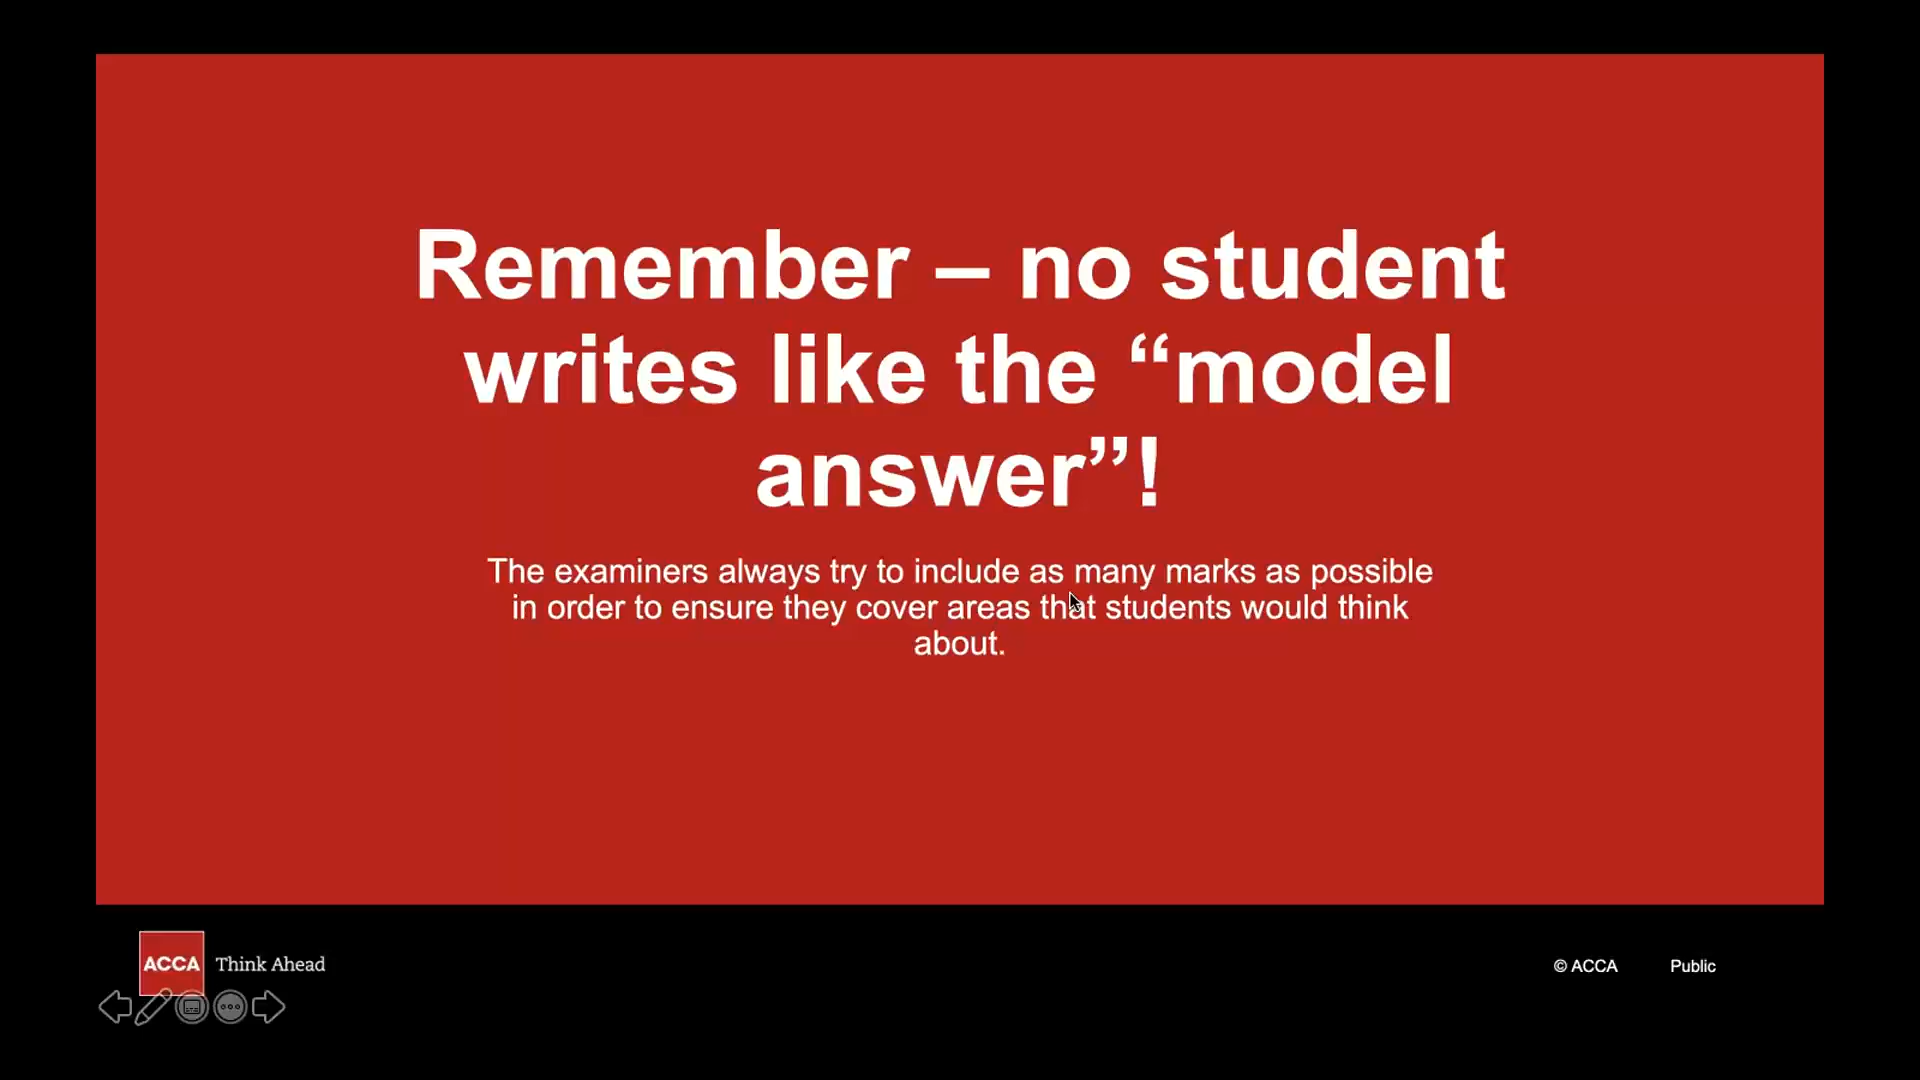 Remember – no student
writes like the “model
answer”!
The examiners always try to include as many marks as possible
in order to ensure they cover areas that students would think
about.
ACCA Think Ahead
© ACCA Public